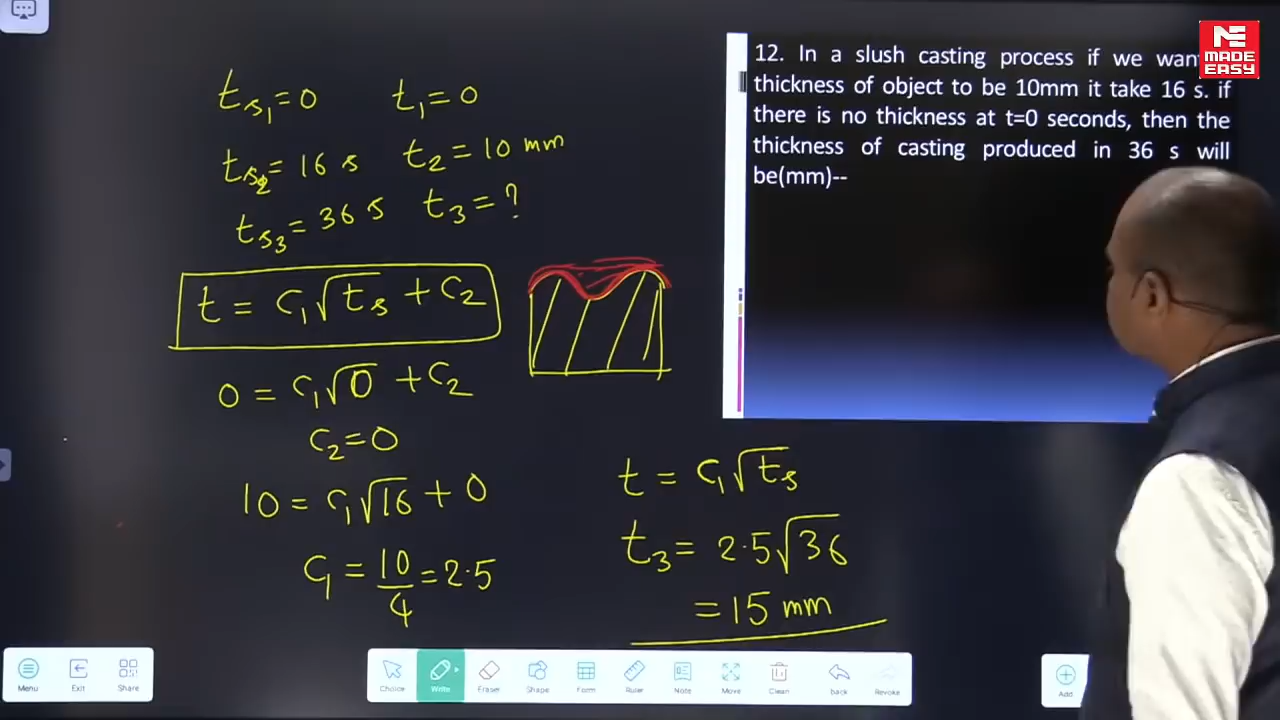 ts1 = 0 t1 = 0
ts2 = 16 s t2 = 10 mm
ts3 = 36 s t3 = ?
t = C1√ts + C2
0 = C1√0 + C2
C2 = 0
10 = C1√16 + 0
C1 = 10/4 = 2.5
t = C1√ts
t3 = 2.5√36
= 15 mm
12. In a slush casting process if we wan
thickness of object to be 10mm it take 16 s. if
there is no thickness at t=0 seconds, then the
thickness of casting produced in 36 s will
be(mm)--
MADE
EASY
Menu Exit Share
Choice Write Eraser Shape Form Ruler Note Move Clean back Revoke
Add